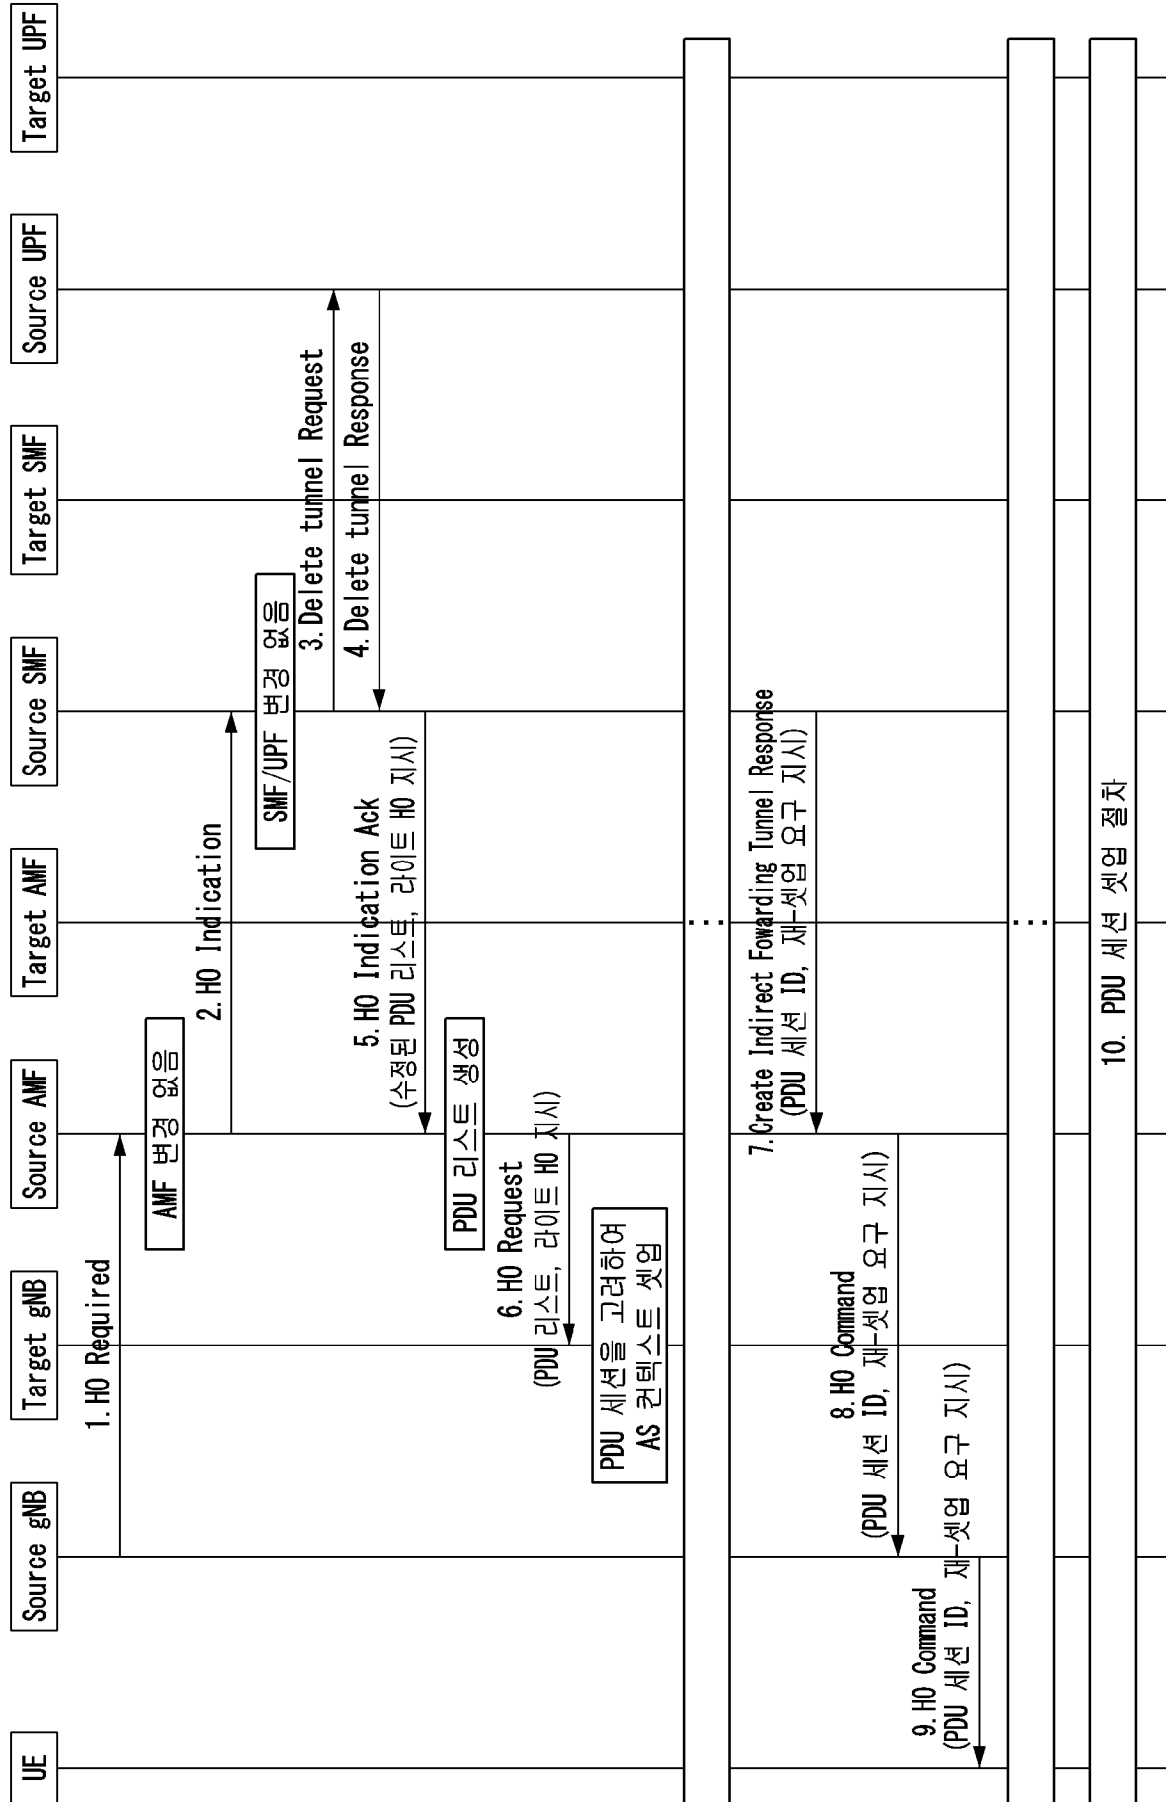 UE
Source gNB
Target gNB
Source AMF
Target AMF
Source SMF
Target SMF
Source UPF
Target UPF
1. HO Required
AMF 변경 없음
2. HO Indication
SMF/UPF 변경 없음
3. Delete tunnel Request
4. Delete tunnel Response
5. HO Indication Ack
(수정된 PDU 리스트, 라이트 HO 지시)
PDU 리스트 생성
6. HO Request
(PDU 리스트, 라이트 HO 지시)
PDU 세션을 고려하여
AS 컨텍스트 셋업
...
7. Create Indirect Fowarding Tunnel Response
(PDU 세션 ID, 재-셋업 요구 지시)
8. HO Command
(PDU 세션 ID, 재-셋업 요구 지시)
9. HO Command
(PDU 세션 ID, 재-셋업 요구 지시)
...
10. PDU 세션 셋업 절차